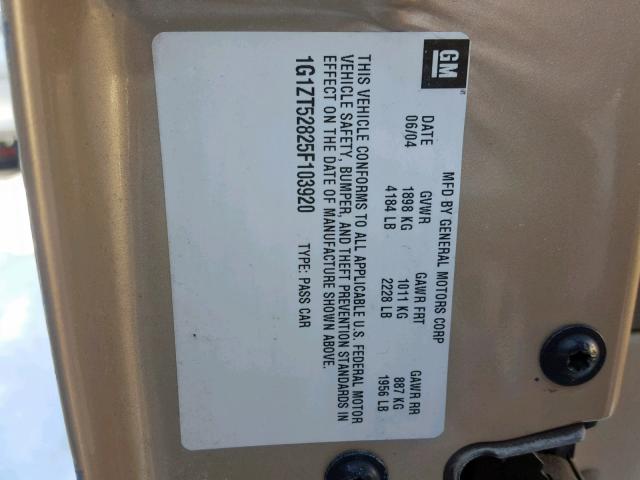 GM
MFD BY GENERAL MOTORS CORP
DATE GVWR GAWR FRT GAWR RR
06/04 1898 KG 1011 KG 887 KG
4184 LB 2228 LB 1956 LB
THIS VEHICLE CONFORMS TO ALL APPLICABLE U.S. FEDERAL MOTOR
VEHICLE SAFETY, BUMPER, AND THEFT PREVENTION STANDARDS IN
EFFECT ON THE DATE OF MANUFACTURE SHOWN ABOVE.
1G1ZT52825F103920 TYPE: PASS CAR